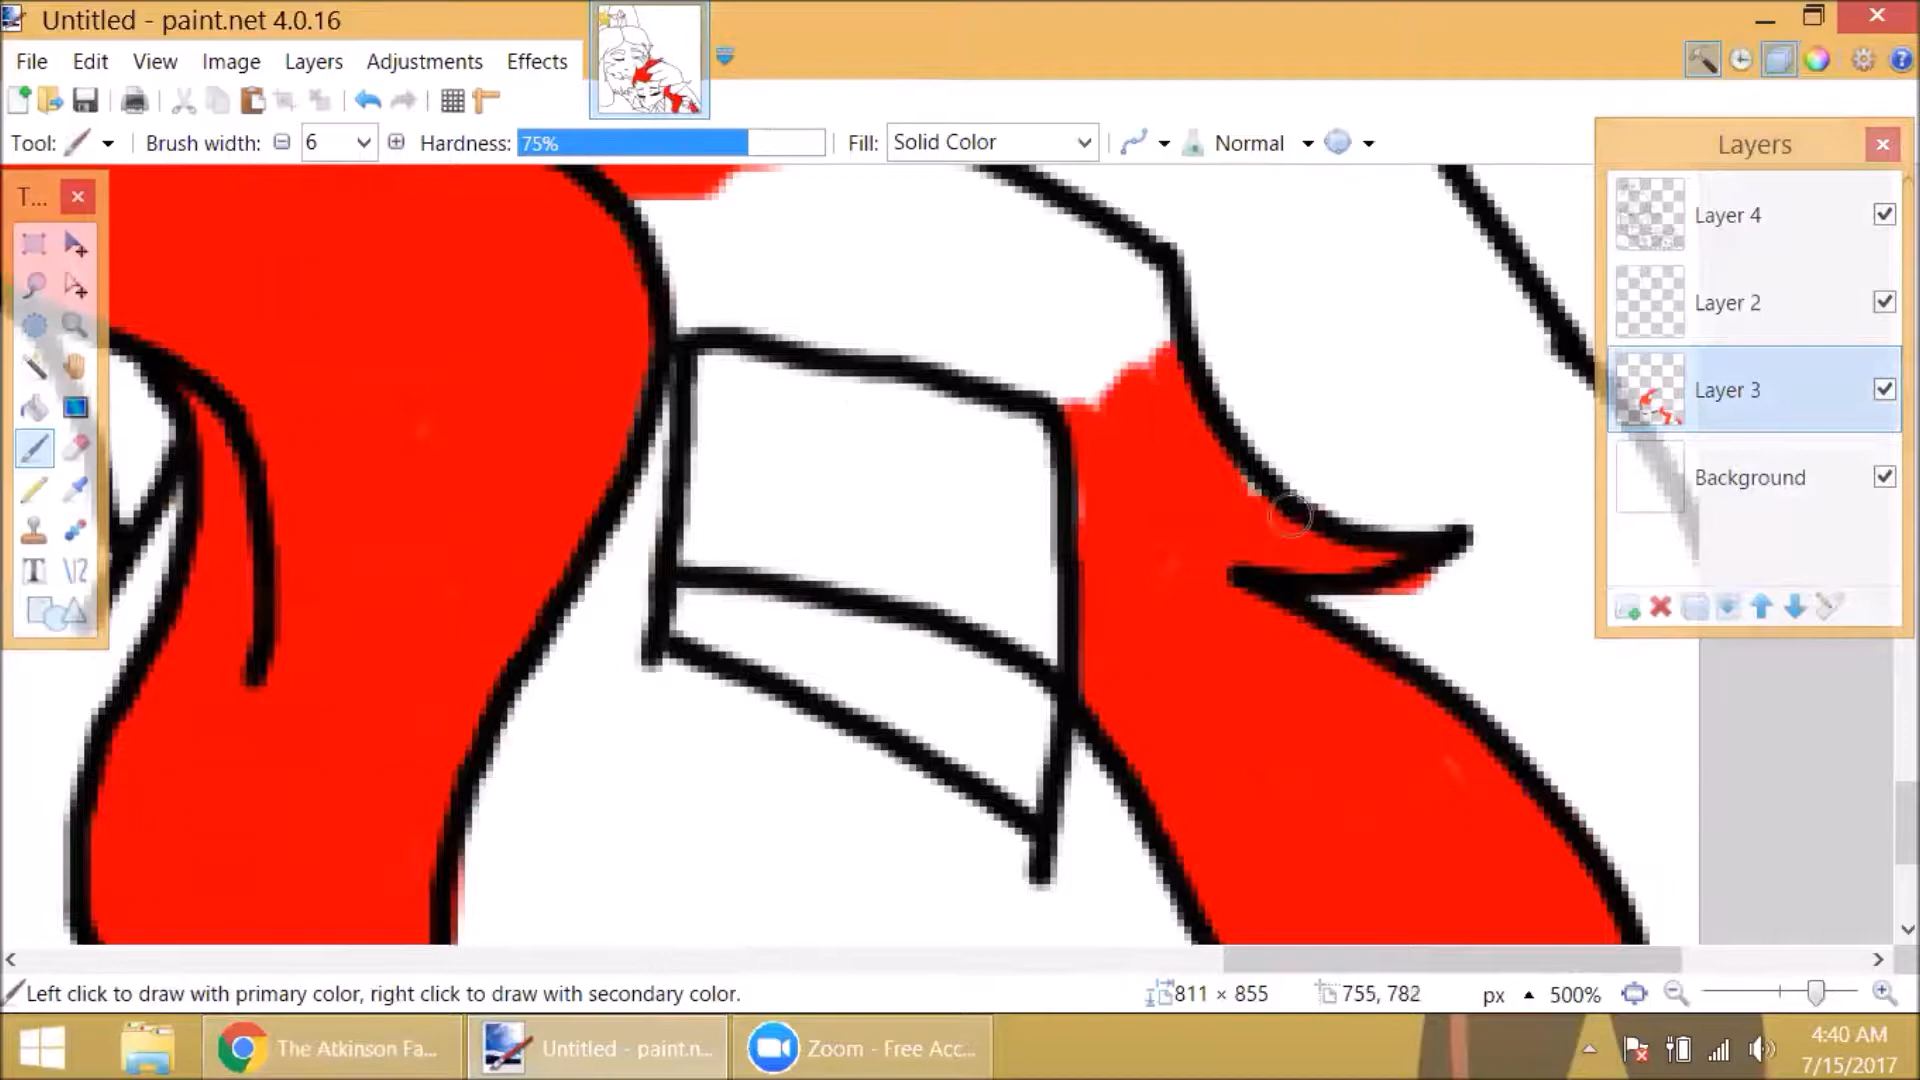 Untitled - paint.net 4.0.16
File Edit View Image Layers Adjustments Effects
Tool: Brush width: 6 Hardness: 75% Fill: Solid Color Normal
T...
Layers
Layer 4
Layer 2
Layer 3
Background
Left click to draw with primary color, right click to draw with secondary color.
811 × 855
755, 782
px
500%
The Atkinson Fa...
Untitled - paint.n...
Zoom - Free Acc...
4:40 AM
7/15/2017